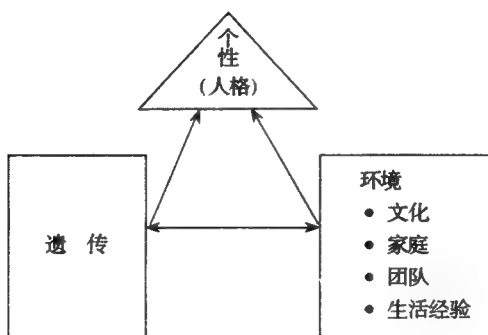 个
性
(人格)
遗 传
环境
• 文化
• 家庭
• 团队
• 生活经验